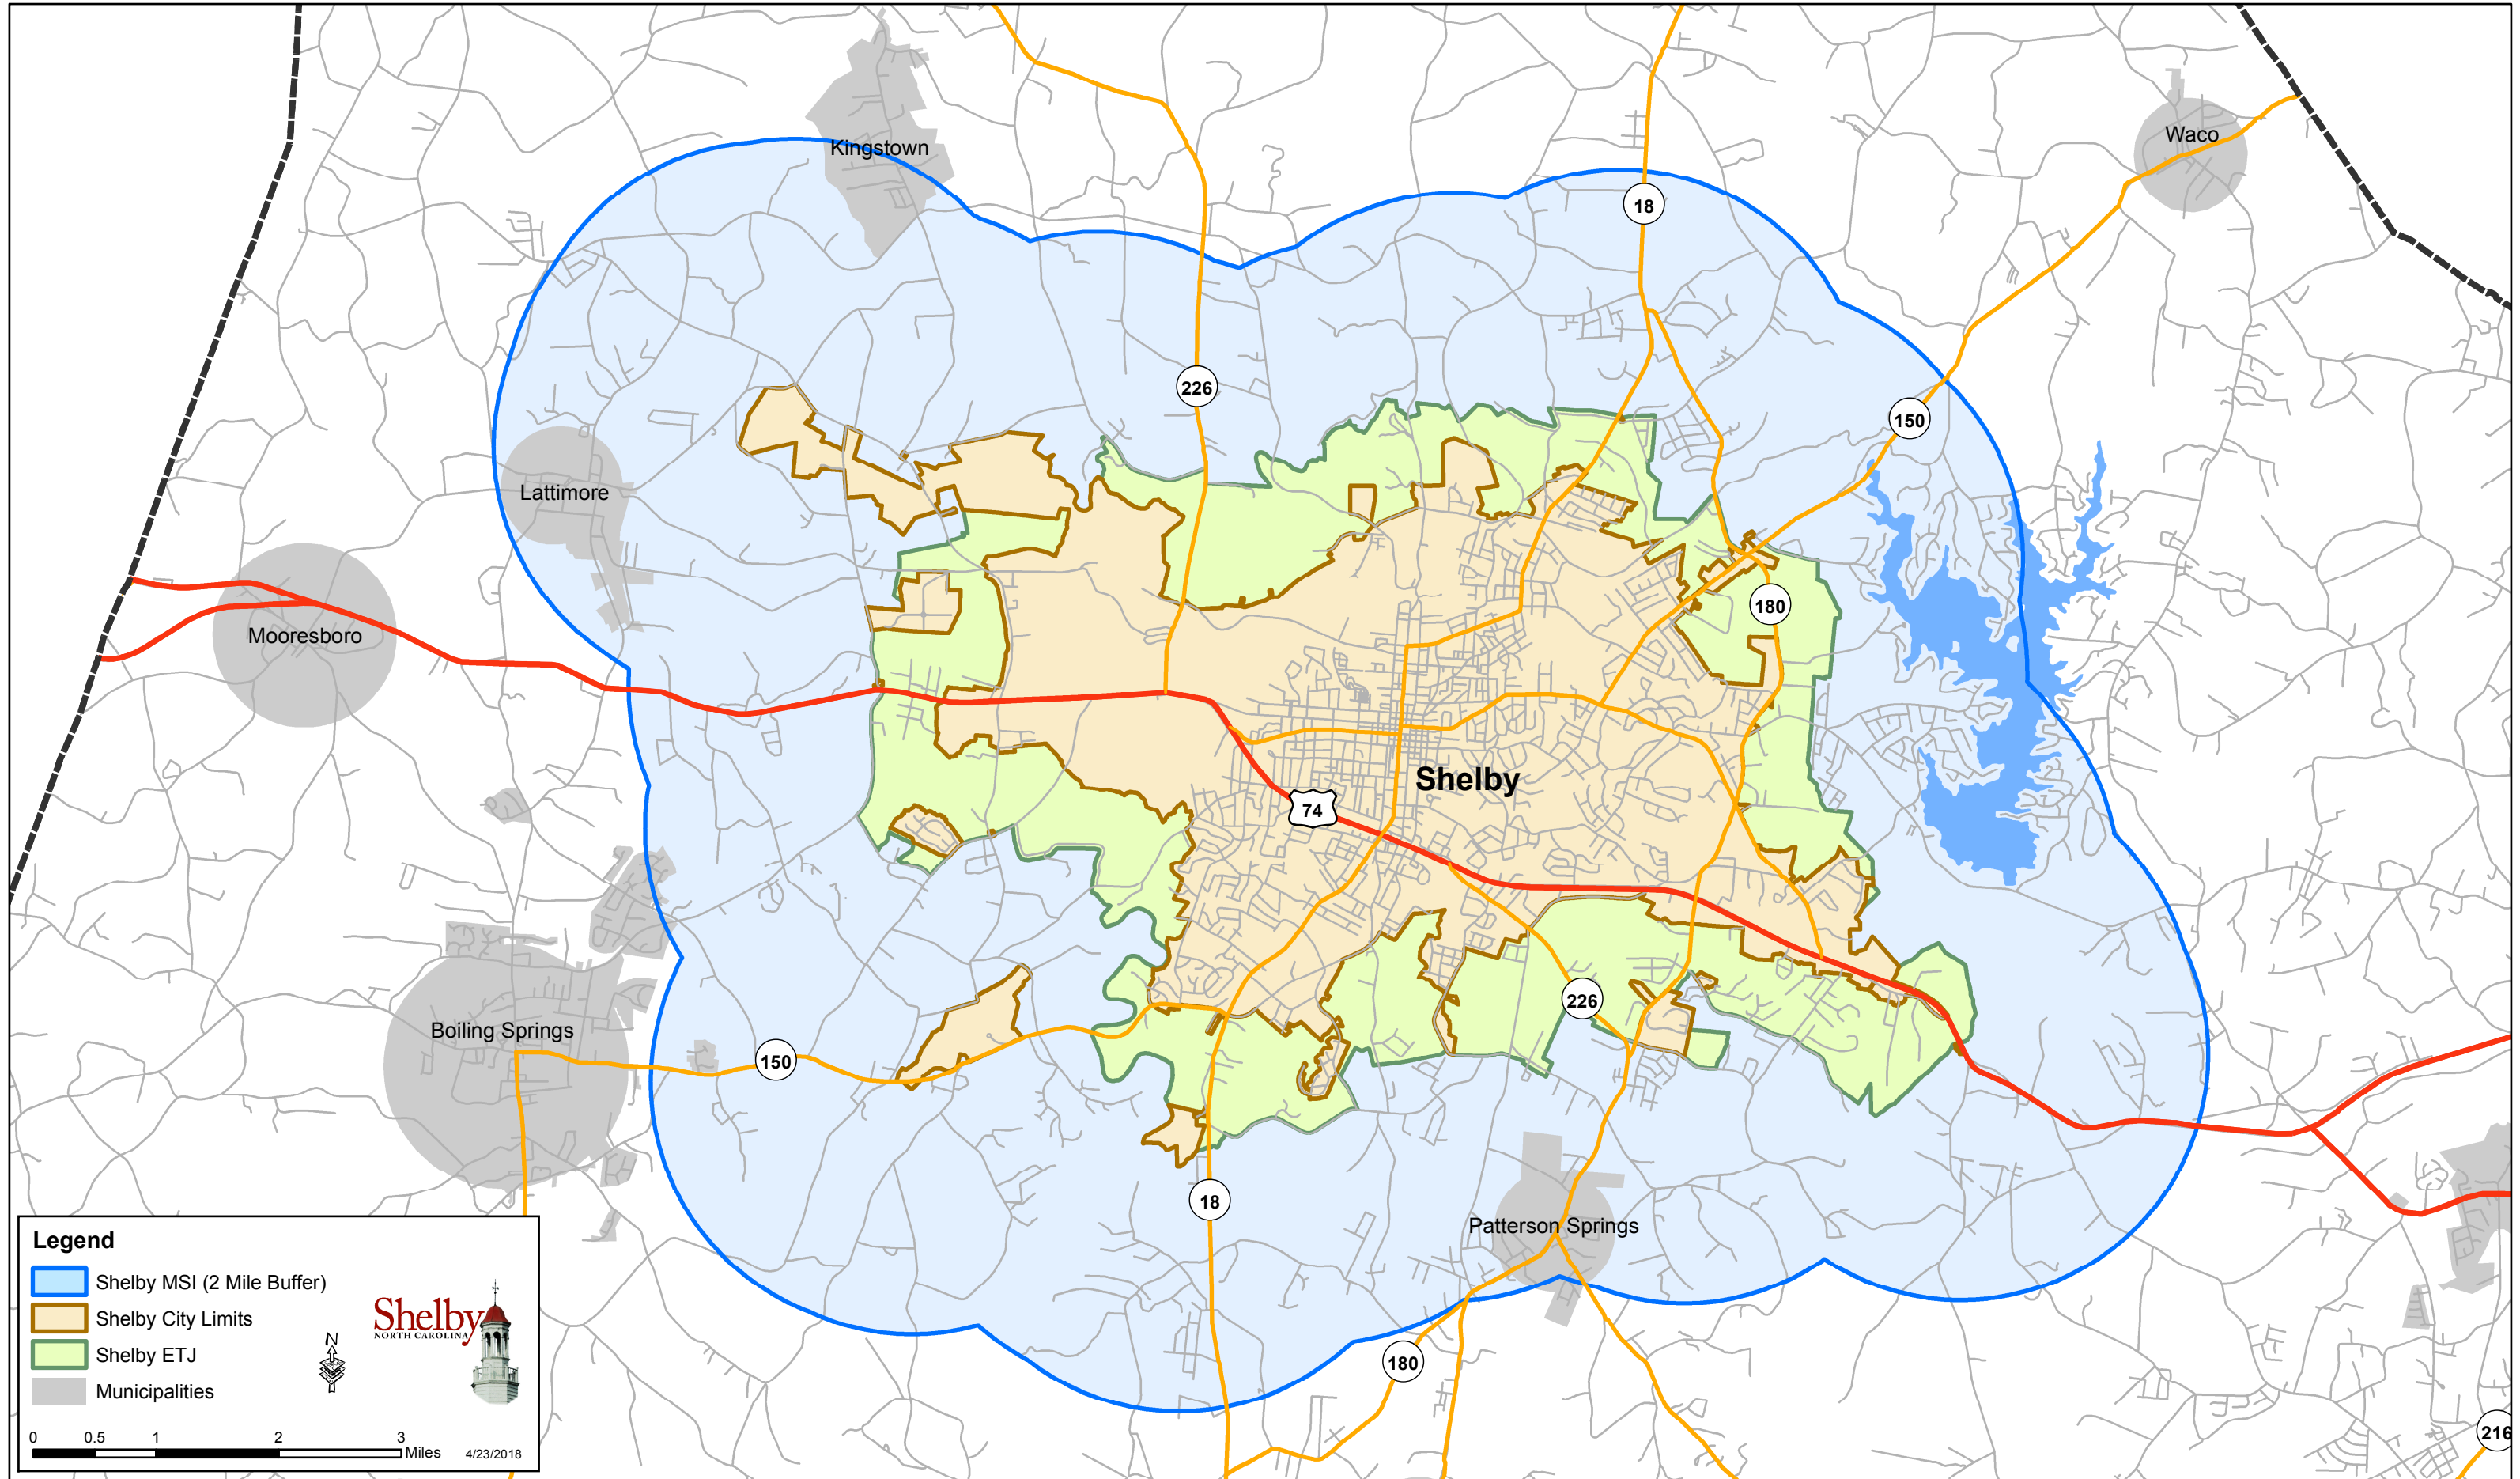 Kingstown
Waco
18
226
150
Lattimore
180
Mooresboro
Shelby
74
226
Boiling Springs
150
18
Patterson Springs
180
216
Legend
Shelby MSI (2 Mile Buffer)
Shelby City Limits
Shelby ETJ
Municipalities
N
Shelby
NORTH CAROLINA
0 0.5 1 2 3
Miles
4/23/2018